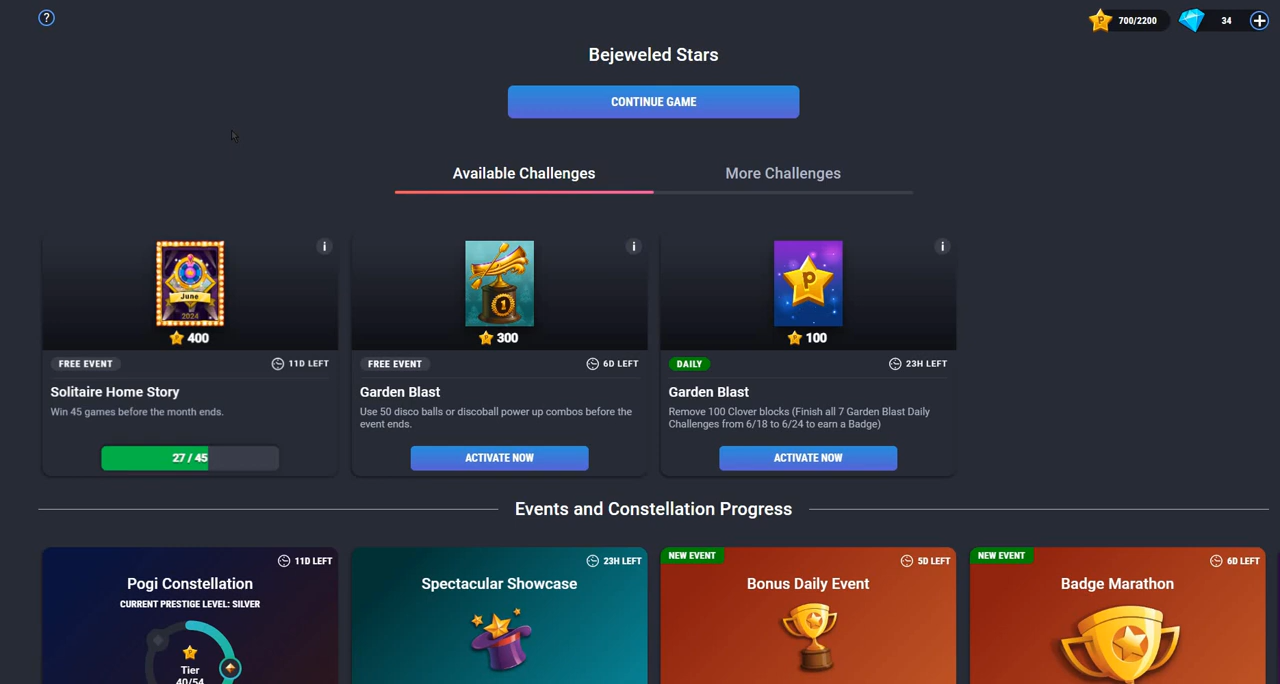 ?
700/2200
34
Bejeweled Stars
CONTINUE GAME
Available Challenges
More Challenges
i
June
2024
400
FREE EVENT
11D LEFT
Solitaire Home Story
Win 45 games before the month ends.
27 / 45
i
1
300
FREE EVENT
6D LEFT
Garden Blast
Use 50 disco balls or discoball power up combos before the
event ends.
ACTIVATE NOW
i
P
100
DAILY
23H LEFT
Garden Blast
Remove 100 Clover blocks (Finish all 7 Garden Blast Daily
Challenges from 6/18 to 6/24 to earn a Badge)
ACTIVATE NOW
Events and Constellation Progress
11D LEFT
Pogi Constellation
CURRENT PRESTIGE LEVEL: SILVER
Tier
40/54
23H LEFT
Spectacular Showcase
NEW EVENT
5D LEFT
Bonus Daily Event
NEW EVENT
6D LEFT
Badge Marathon